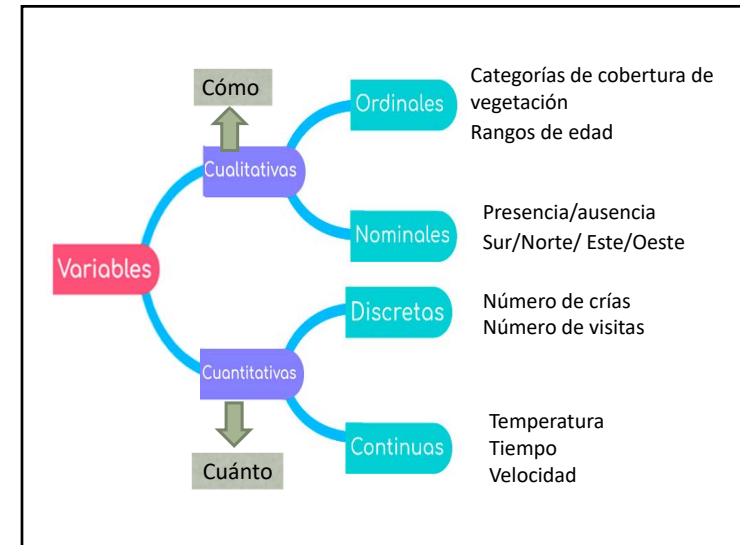 Cómo
Ordinales
Categorías de cobertura de
vegetación
Rangos de edad
Cualitativas
Nominales
Presencia/ausencia
Sur/Norte/ Este/Oeste
Variables
Discretas
Número de crías
Número de visitas
Cuantitativas
Continuas
Temperatura
Tiempo
Velocidad
Cuánto